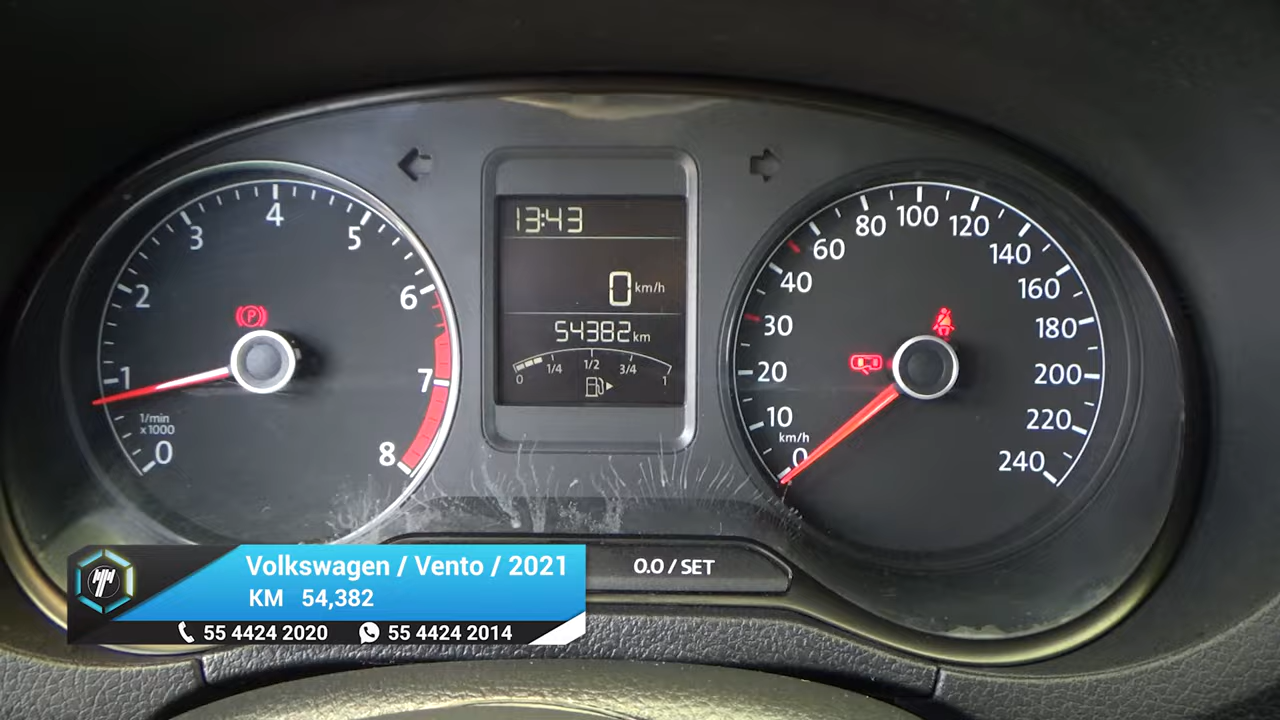 13:43
0 km/h
54382 km
0 1/4 1/2 3/4 1
0
1
2
3
4
5
6
7
8
1/min
x1000
P
0
10
20
30
40
60
80
100
120
140
160
180
200
220
240
km/h
0.0 / SET
Volkswagen / Vento / 2021
KM 54,382
55 4424 2020 55 4424 2014